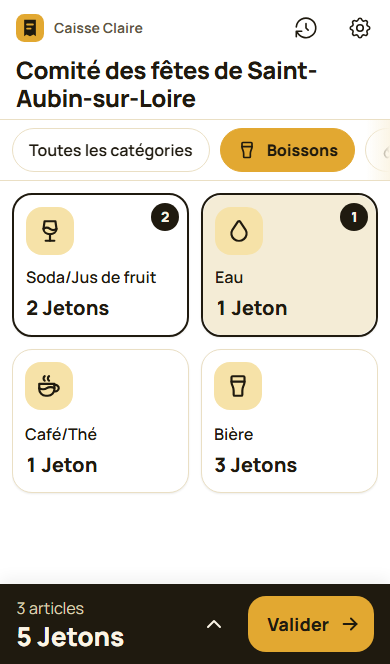 Caisse Claire
Comité des fêtes de Saint-
Aubin-sur-Loire
Toutes les catégories
Boissons
2
1
Soda/Jus de fruit
Eau
2 Jetons
1 Jeton
Café/Thé
Bière
1 Jeton
3 Jetons
3 articles
5 Jetons
Valider